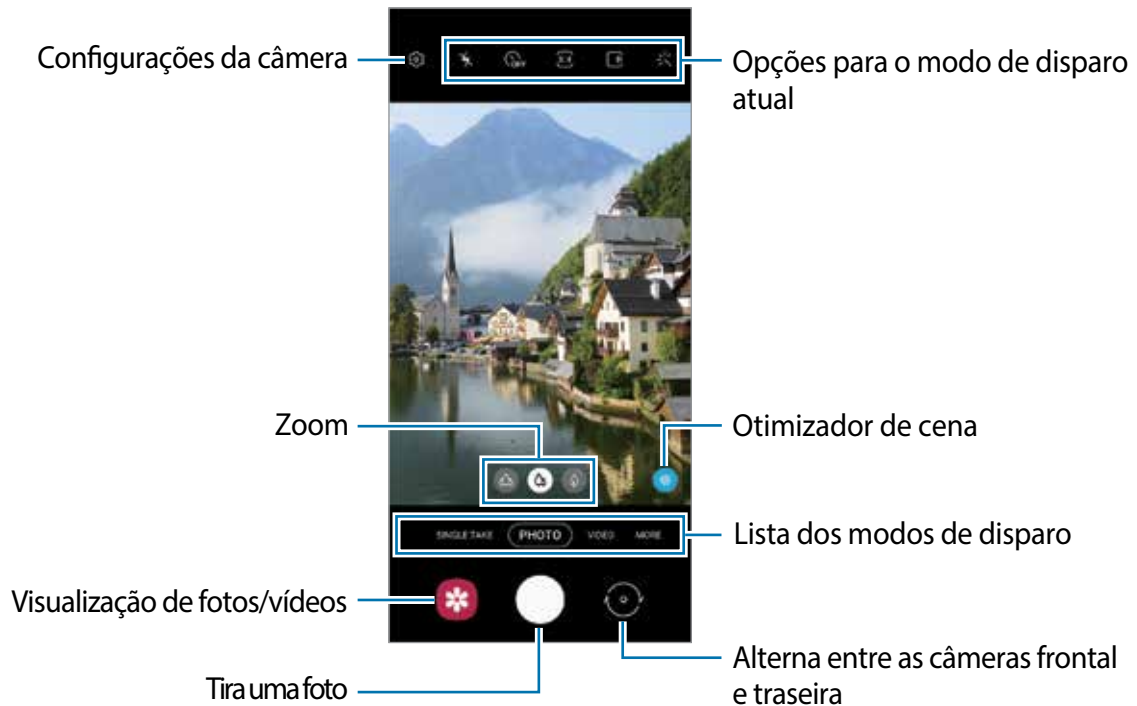 Configurações da câmera
Opções para o modo de disparo
atual
OFF
Zoom
Otimizador de cena
SINGLE TAKE PHOTO VIDEO MORE
Lista dos modos de disparo
Visualização de fotos/vídeos
Tira uma foto
Alterna entre as câmeras frontal
e traseira